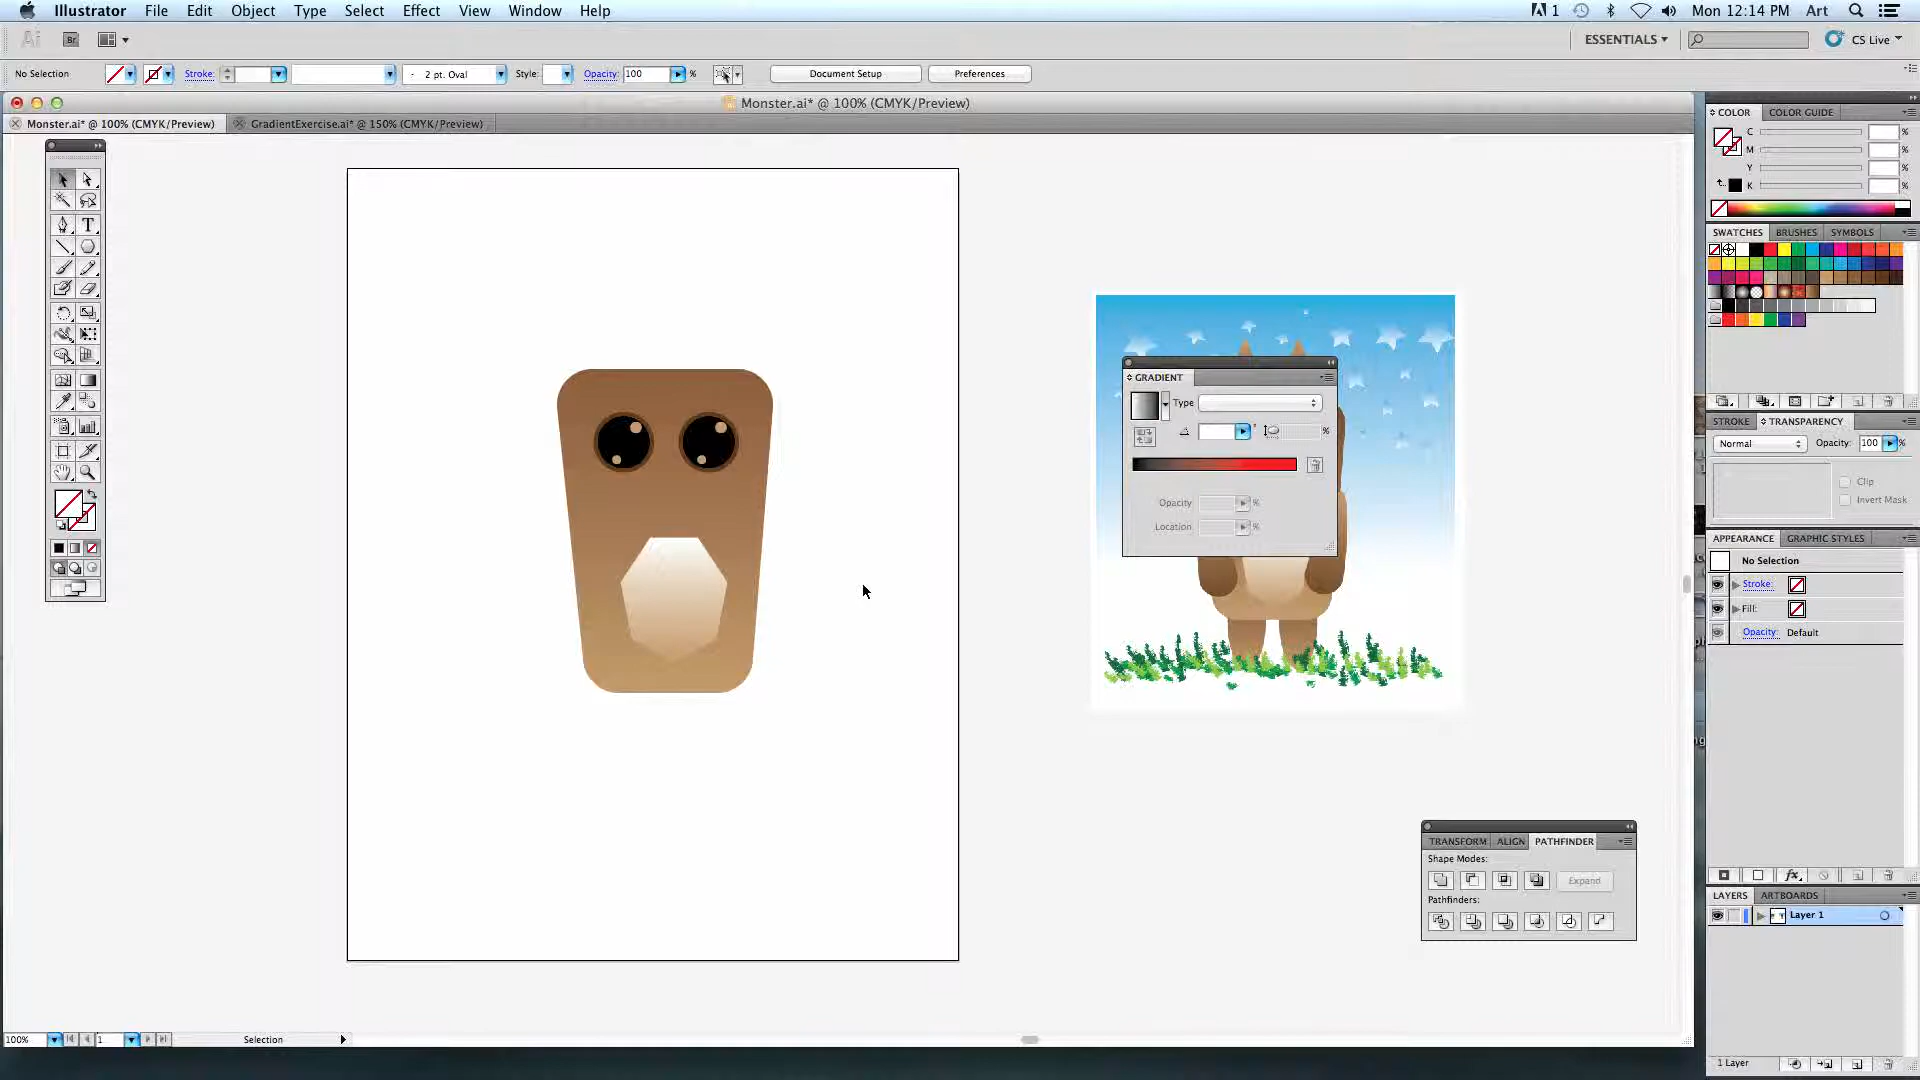 Illustrator File Edit Object Type Select Effect View Window Help
1 Mon 12:14 PM Art
Ai Br ESSENTIALS CS Live
No Selection Stroke: 2 pt. Oval Style: Opacity: 100 % Document Setup Preferences
Monster.ai* @ 100% (CMYK/Preview)
Monster.ai* @ 100% (CMYK/Preview) GradientExercise.ai* @ 150% (CMYK/Preview)
COLOR COLOR GUIDE
C %
M %
Y %
K %
SWATCHES BRUSHES SYMBOLS
GRADIENT
Type
° %
Opacity %
Location %
STROKE TRANSPARENCY
Normal Opacity: 100 %
Clip
Invert Mask
APPEARANCE GRAPHIC STYLES
No Selection
Stroke:
Fill:
Opacity: Default
TRANSFORM ALIGN PATHFINDER
Shape Modes:
Expand
Pathfinders:
fx
LAYERS ARTBOARDS
Layer 1
100% 1 Selection
1 Layer